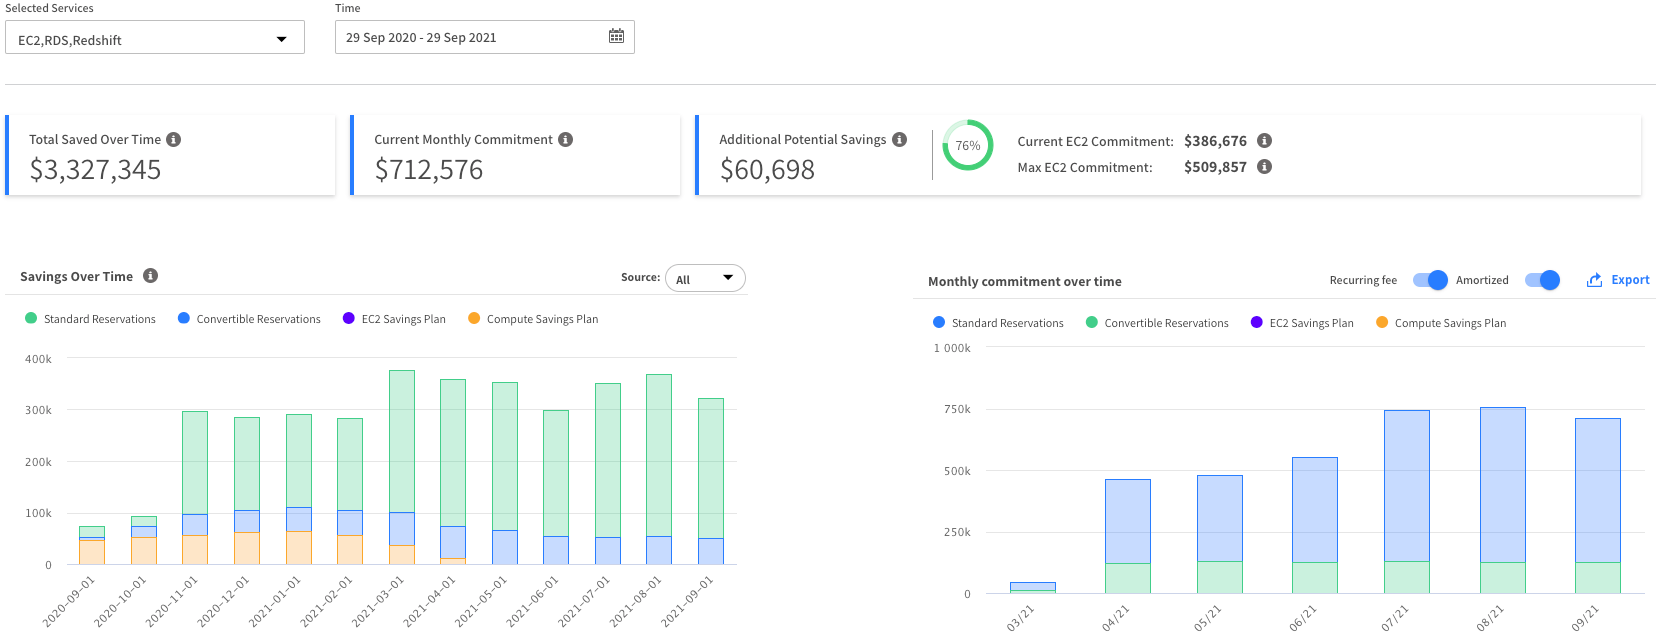 Selected Services
EC2,RDS,Redshift
Time
29 Sep 2020 - 29 Sep 2021
Total Saved Over Time
$3,327,345
Current Monthly Commitment
$712,576
Additional Potential Savings
$60,698
76%
Current EC2 Commitment: $386,676
Max EC2 Commitment: $509,857
Savings Over Time
Source: All
Standard Reservations Convertible Reservations EC2 Savings Plan Compute Savings Plan
400k
300k
200k
100k
0
2020-09-01 2020-10-01 2020-11-01 2020-12-01 2021-01-01 2021-02-01 2021-03-01 2021-04-01 2021-05-01 2021-06-01 2021-07-01 2021-08-01 2021-09-01
Monthly commitment over time
Recurring fee Amortized Export
Standard Reservations Convertible Reservations EC2 Savings Plan Compute Savings Plan
1 000k
750k
500k
250k
0
03/21 04/21 05/21 06/21 07/21 08/21 09/21